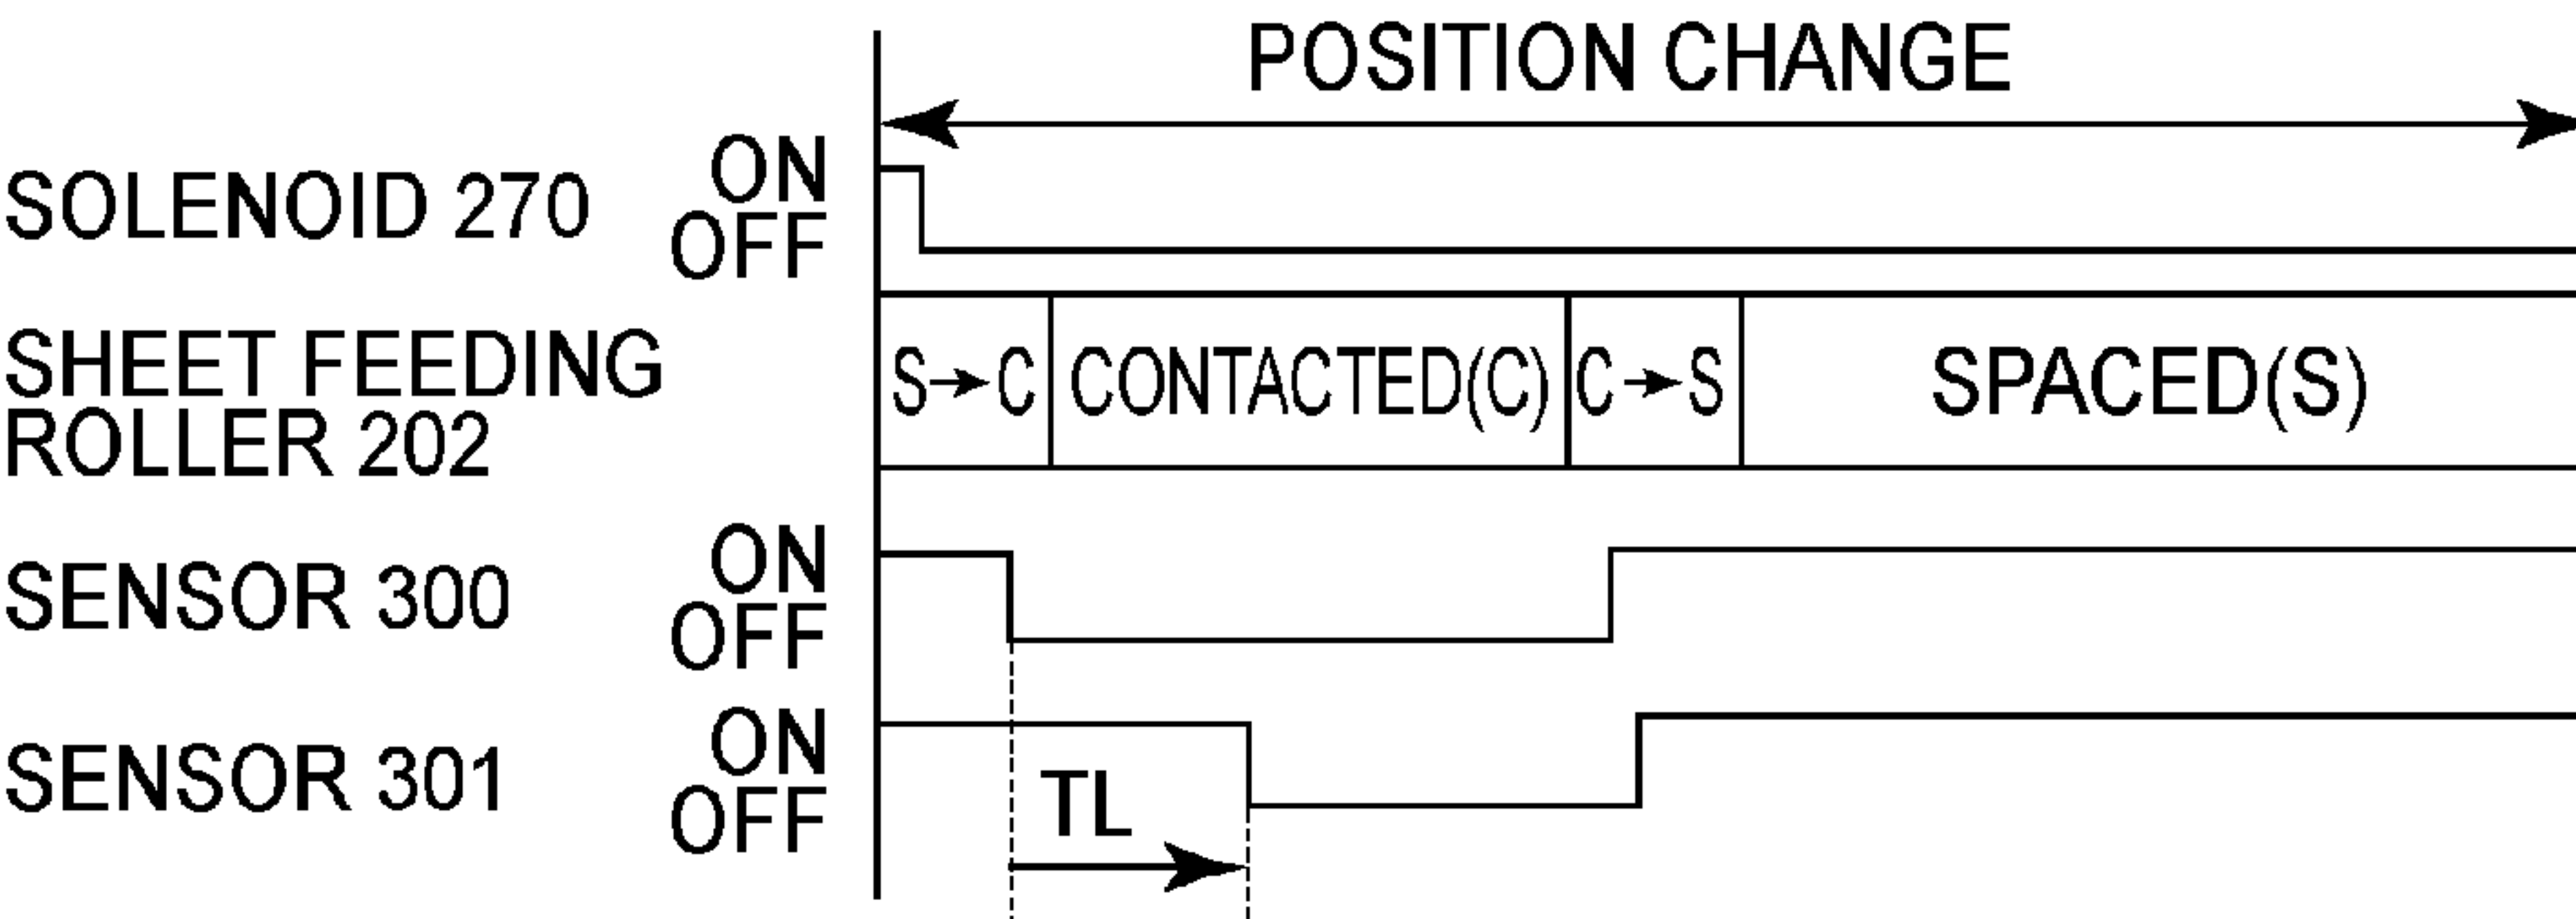 POSITION CHANGE
SOLENOID 270
ON
OFF
SHEET FEEDING
ROLLER 202
S→C
CONTACTED(C)
C→S
SPACED(S)
SENSOR 300
ON
OFF
SENSOR 301
ON
OFF
TL